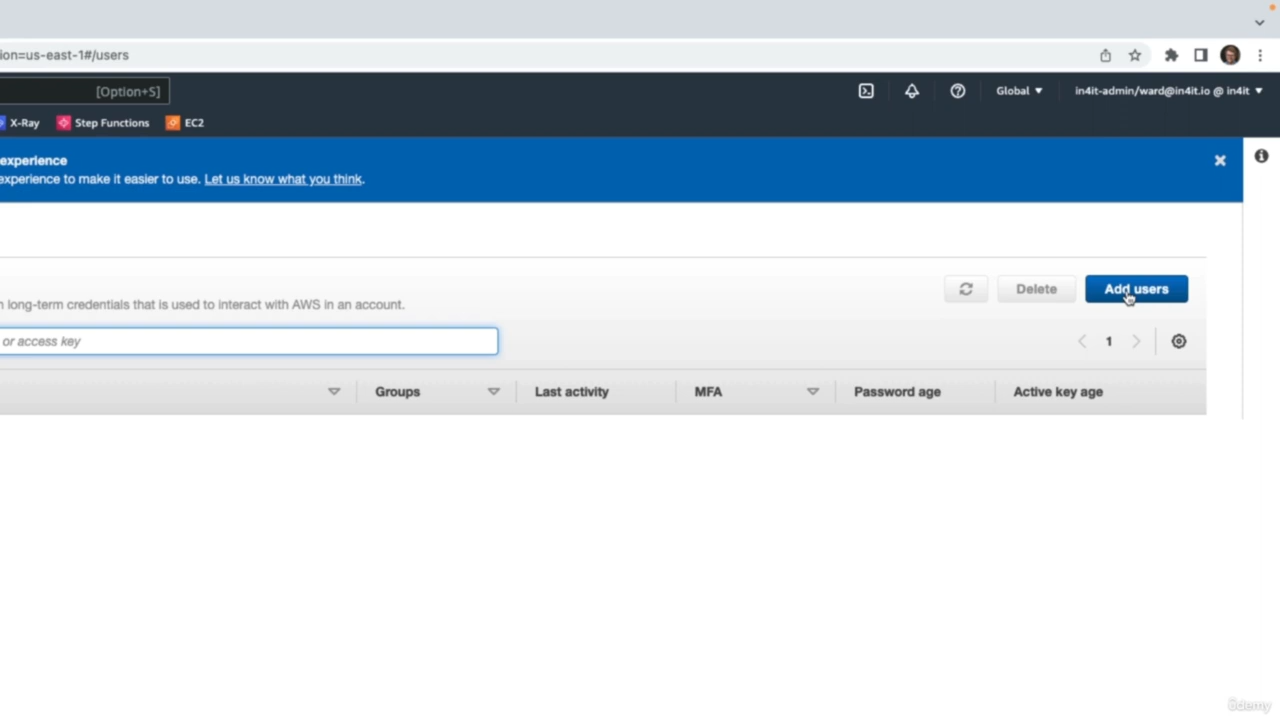 ion=us-east-1#/users
[Option+S]
Global
in4it-admin/ward@in4it.io @ in4it
X-Ray
Step Functions
EC2
experience
experience to make it easier to use. Let us know what you think.
n long-term credentials that is used to interact with AWS in an account.
Delete
Add users
or access key
1
Groups
Last activity
MFA
Password age
Active key age
ûdemy